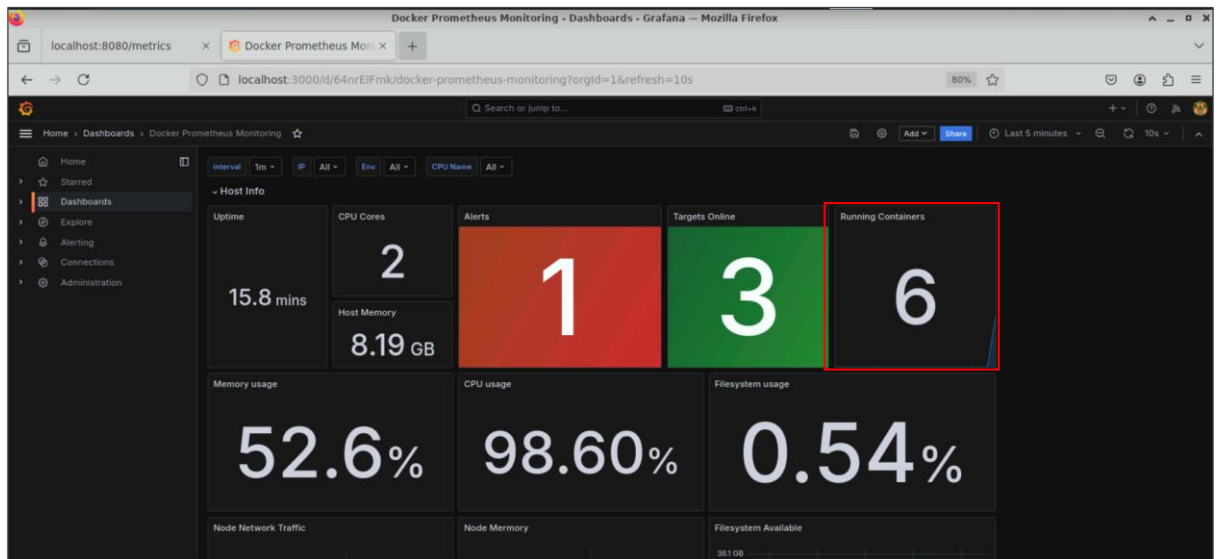 Docker Prometheus Monitoring - Dashboards - Grafana — Mozilla Firefox
localhost:8080/metrics
Docker Prometheus Mon
localhost:3000/d/64nrElFmk/docker-prometheus-monitoring?orgId=1&refresh=10s
80%
Search or jump to...
ctrl+k
Home › Dashboards › Docker Prometheus Monitoring
Add
Share
Last 5 minutes
10s
Home
Starred
Dashboards
Explore
Alerting
Connections
Administration
Interval 1m
IP All
Env All
CPU Name All
Host Info
Uptime
15.8 mins
CPU Cores
2
Host Memory
8.19 GB
Alerts
1
Targets Online
3
Running Containers
6
Memory usage
52.6%
CPU usage
98.60%
Filesystem usage
0.54%
Node Network Traffic
Node Mermory
Filesystem Available
36.1 GB